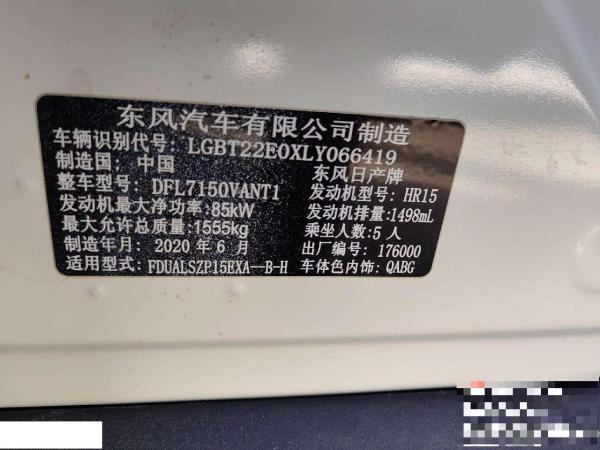 东风汽车有限公司制造
车辆识别代号: LGBT22E0XLY066419
制造国: 中国 东风日产牌
整车型号: DFL7150VANT1 发动机型号: HR15
发动机最大净功率: 85kW 发动机排量: 1498mL
最大允许总质量: 1555kg 乘坐人数: 5 人
制造年月: 2020 年 6 月 出厂编号: 176000
适用型式: FDUALSZP15EXA--B-H 车体色内饰: QABG